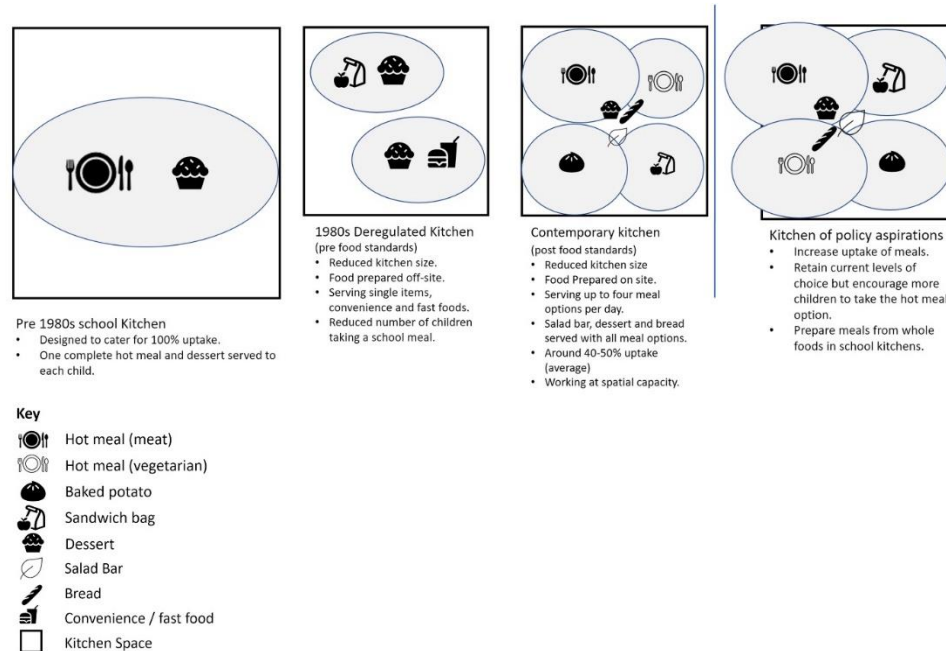 Pre 1980s school Kitchen
• Designed to cater for 100% uptake.
• One complete hot meal and dessert served to
each child.
1980s Deregulated Kitchen
(pre food standards)
• Reduced kitchen size.
• Food prepared off-site.
• Serving single items,
convenience and fast foods.
• Reduced number of children
taking a school meal.
Contemporary kitchen
(post food standards)
• Reduced kitchen size
• Food Prepared on site.
• Serving up to four meal
options per day.
• Salad bar, dessert and bread
served with all meal options.
• Around 40-50% uptake
(average)
• Working at spatial capacity.
Kitchen of policy aspirations
• Increase uptake of meals.
• Retain current levels of
choice but encourage more
children to take the hot meal
option.
• Prepare meals from whole
foods in school kitchens.
Key
Hot meal (meat)
Hot meal (vegetarian)
Baked potato
Sandwich bag
Dessert
Salad Bar
Bread
Convenience / fast food
Kitchen Space